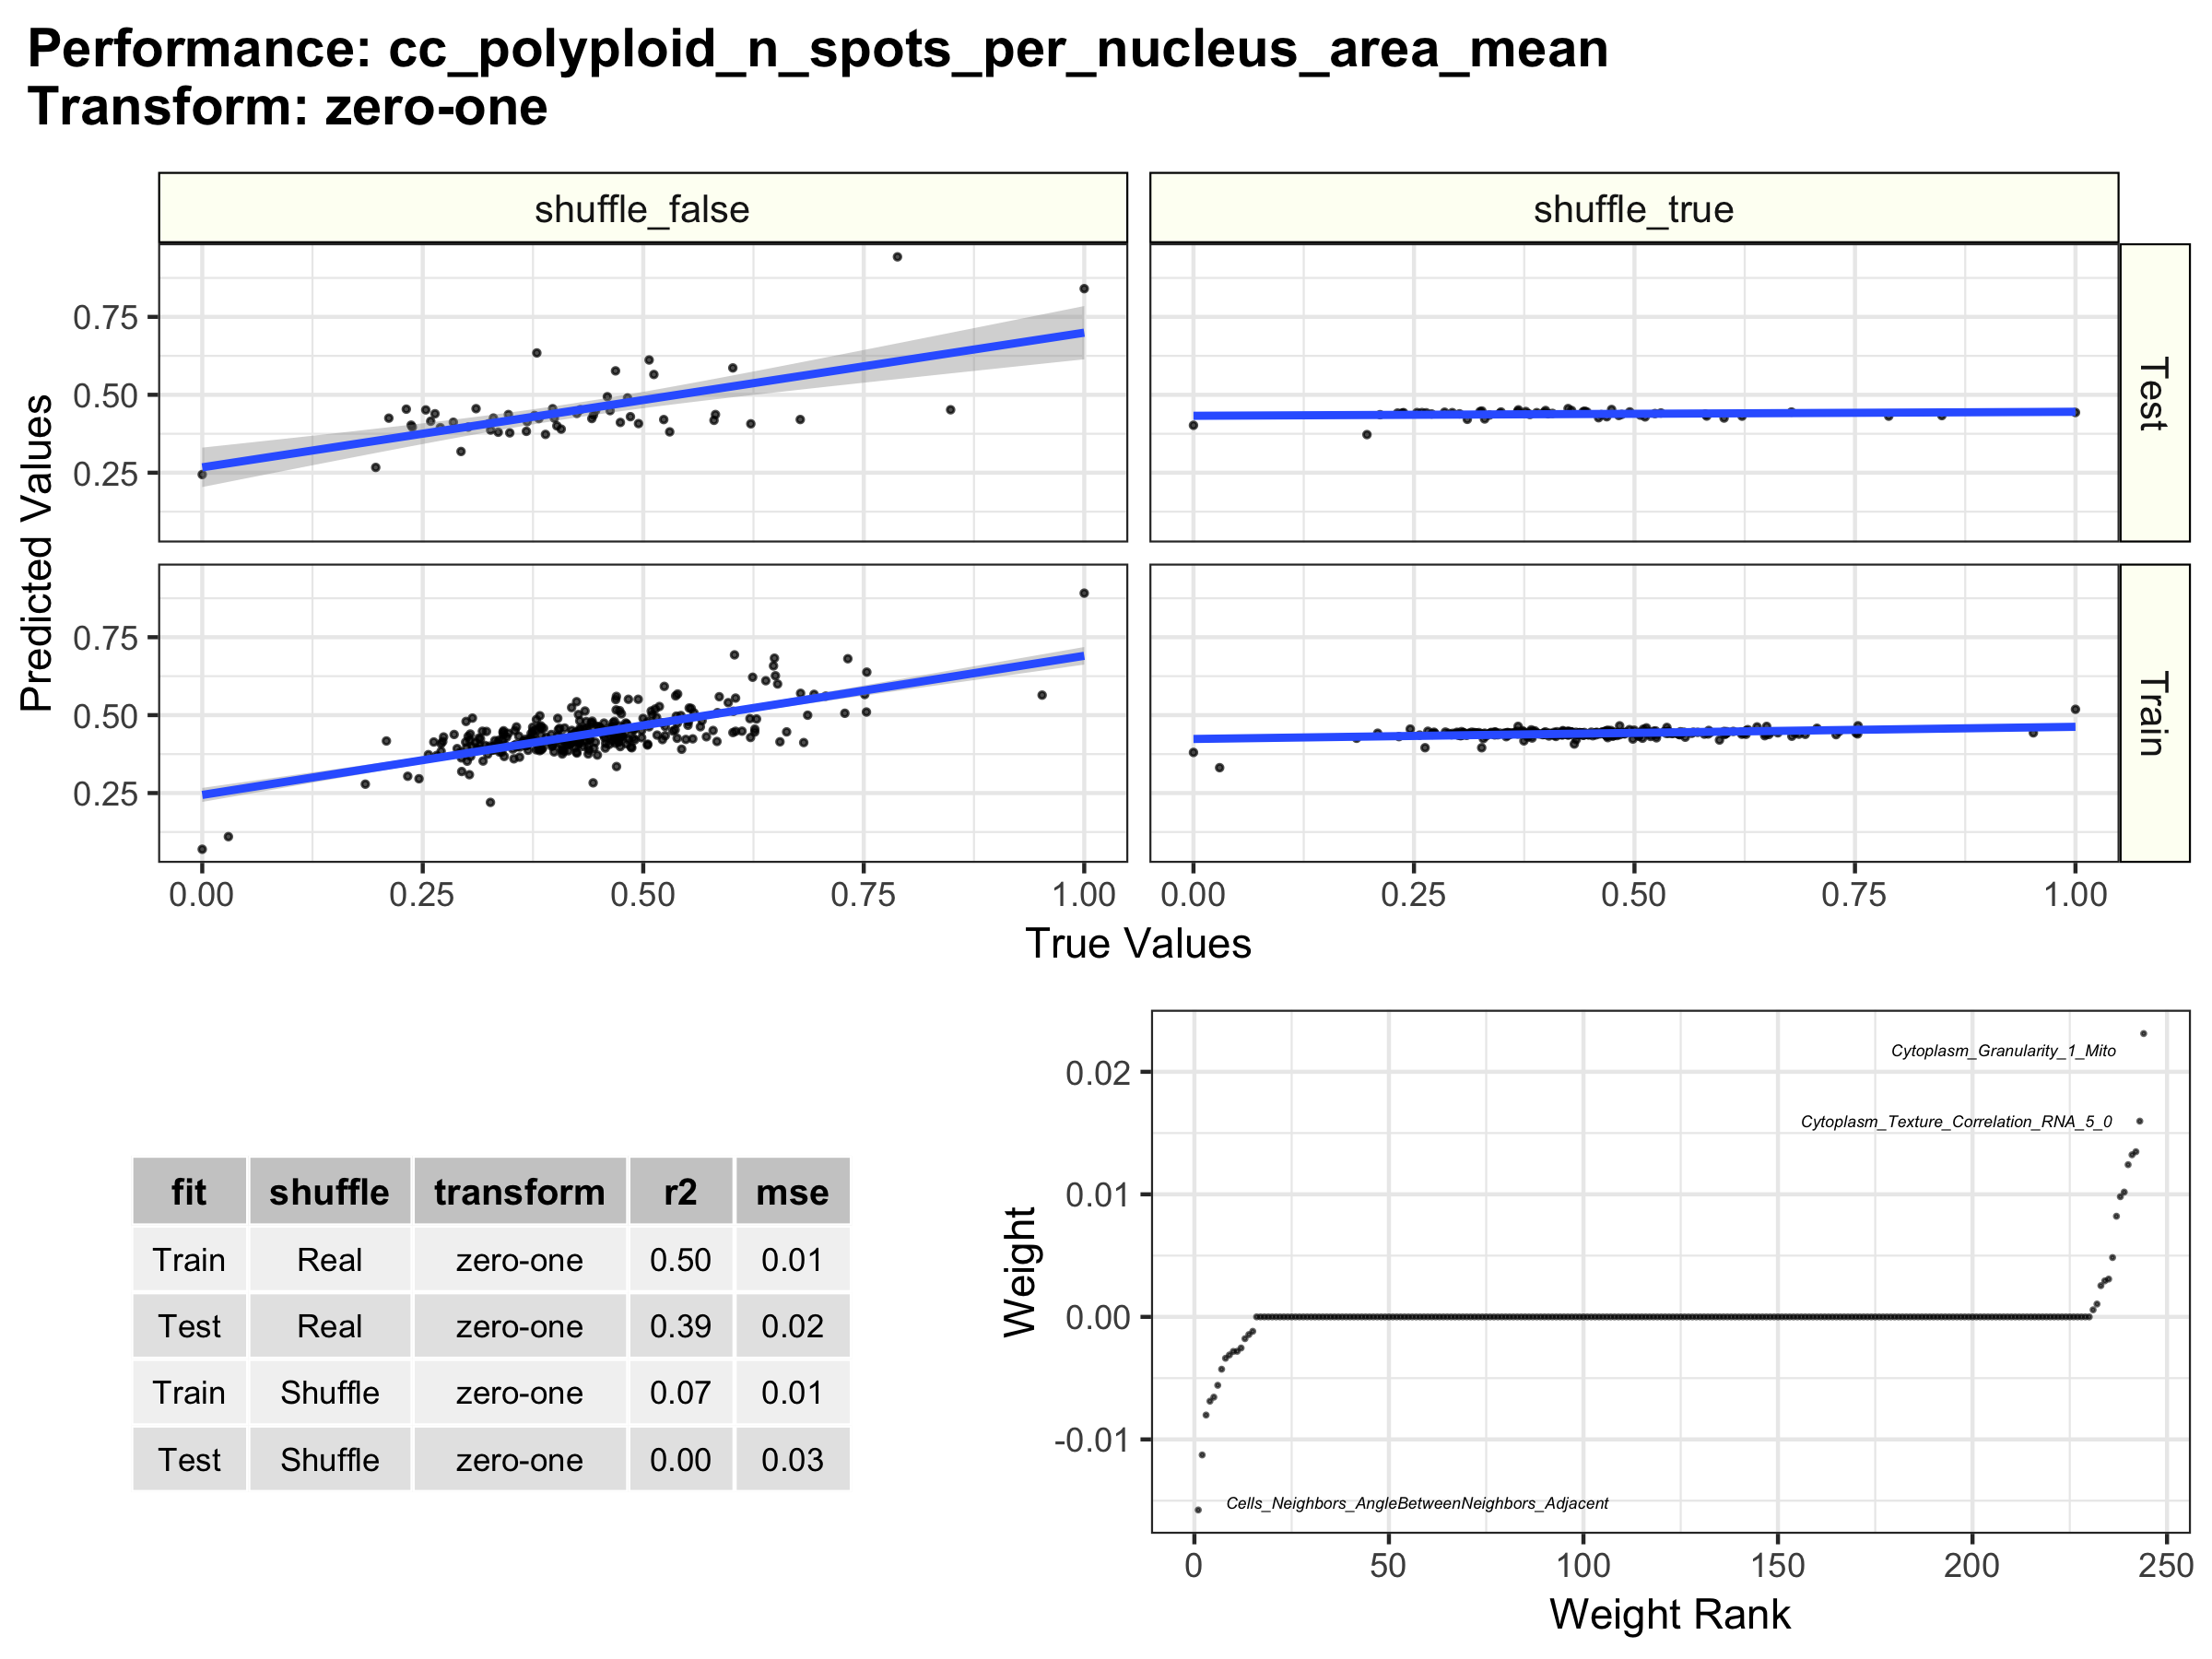 Performance: cc_polyploid_n_spots_per_nucleus_area_mean
Transform: zero-one
shuffle_false
shuffle_true
0.75
0.50
0.25
Test
0.75
0.50
0.25
Train
Predicted Values
0.00 0.25 0.50 0.75 1.00
0.00 0.25 0.50 0.75 1.00
True Values
fit shuffle transform r2 mse
Train Real zero-one 0.50 0.01
Test Real zero-one 0.39 0.02
Train Shuffle zero-one 0.07 0.01
Test Shuffle zero-one 0.00 0.03
Weight
0.02
0.01
0.00
-0.01
Cytoplasm_Granularity_1_Mito
Cytoplasm_Texture_Correlation_RNA_5_0
Cells_Neighbors_AngleBetweenNeighbors_Adjacent
0 50 100 150 200 250
Weight Rank